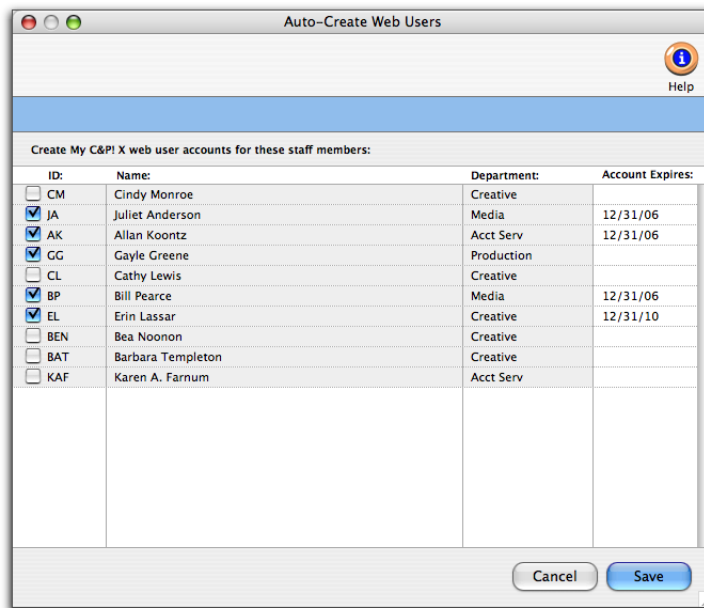 Auto-Create Web Users
Help
Create My C&P! X web user accounts for these staff members:
ID: Name: Department: Account Expires:
CM Cindy Monroe Creative
JA Juliet Anderson Media 12/31/06
AK Allan Koontz Acct Serv 12/31/06
GG Gayle Greene Production
CL Cathy Lewis Creative
BP Bill Pearce Media 12/31/06
EL Erin Lassar Creative 12/31/10
BEN Bea Noonon Creative
BAT Barbara Templeton Creative
KAF Karen A. Farnum Acct Serv
Cancel Save